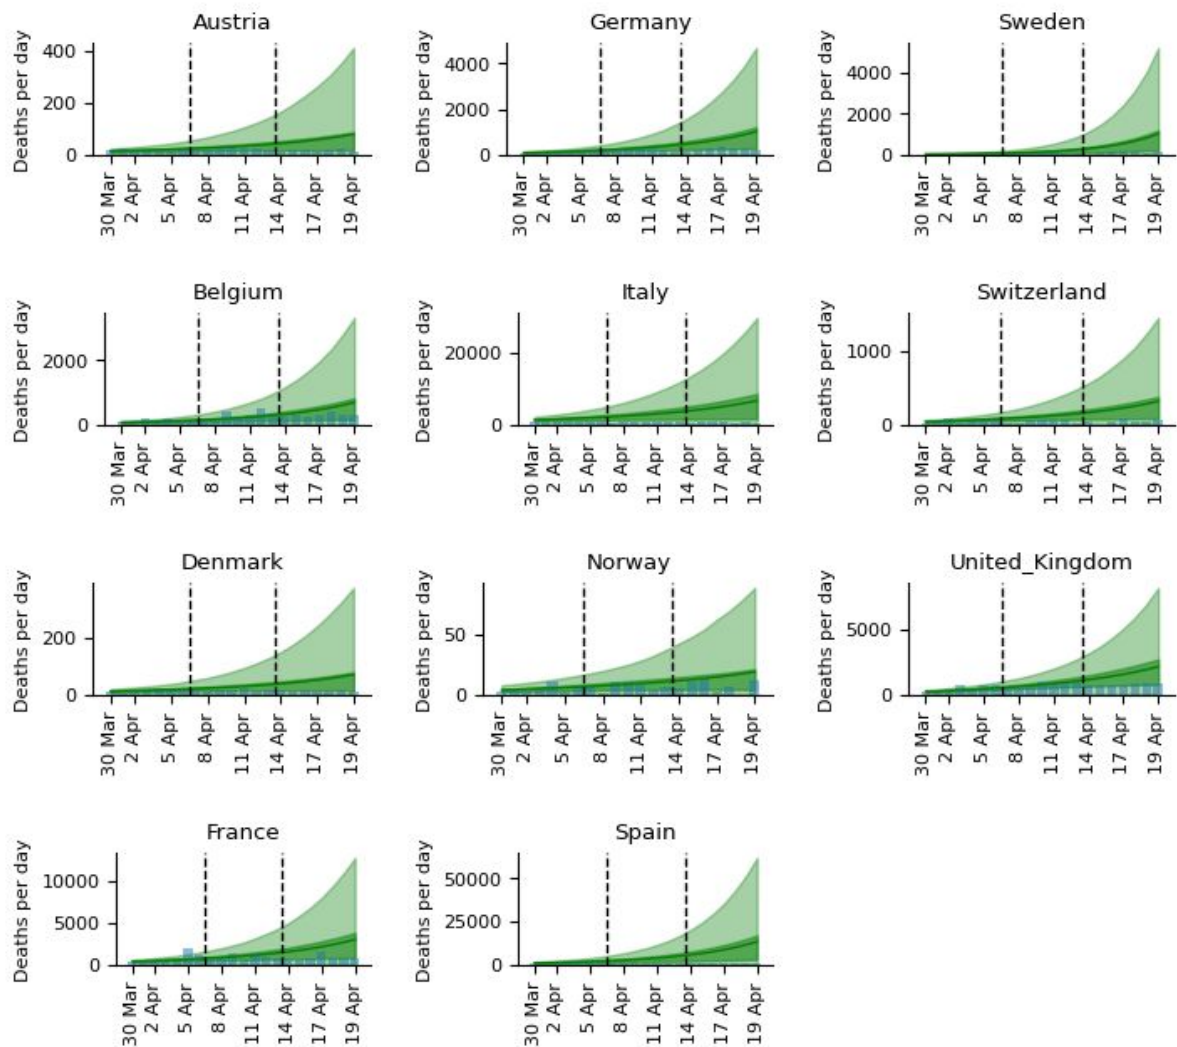 Austria
Deaths per day
400
200
0
30 Mar
2 Apr
5 Apr
8 Apr
11 Apr
14 Apr
17 Apr
19 Apr
Germany
Deaths per day
4000
2000
0
30 Mar
2 Apr
5 Apr
8 Apr
11 Apr
14 Apr
17 Apr
19 Apr
Sweden
Deaths per day
4000
2000
0
30 Mar
2 Apr
5 Apr
8 Apr
11 Apr
14 Apr
17 Apr
19 Apr
Belgium
Deaths per day
2000
0
30 Mar
2 Apr
5 Apr
8 Apr
11 Apr
14 Apr
17 Apr
19 Apr
Italy
Deaths per day
20000
0
30 Mar
2 Apr
5 Apr
8 Apr
11 Apr
14 Apr
17 Apr
19 Apr
Switzerland
Deaths per day
1000
0
30 Mar
2 Apr
5 Apr
8 Apr
11 Apr
14 Apr
17 Apr
19 Apr
Denmark
Deaths per day
200
0
30 Mar
2 Apr
5 Apr
8 Apr
11 Apr
14 Apr
17 Apr
19 Apr
Norway
Deaths per day
50
0
30 Mar
2 Apr
5 Apr
8 Apr
11 Apr
14 Apr
17 Apr
19 Apr
United_Kingdom
Deaths per day
5000
0
30 Mar
2 Apr
5 Apr
8 Apr
11 Apr
14 Apr
17 Apr
19 Apr
France
Deaths per day
10000
5000
0
30 Mar
2 Apr
5 Apr
8 Apr
11 Apr
14 Apr
17 Apr
19 Apr
Spain
Deaths per day
50000
25000
0
30 Mar
2 Apr
5 Apr
8 Apr
11 Apr
14 Apr
17 Apr
19 Apr